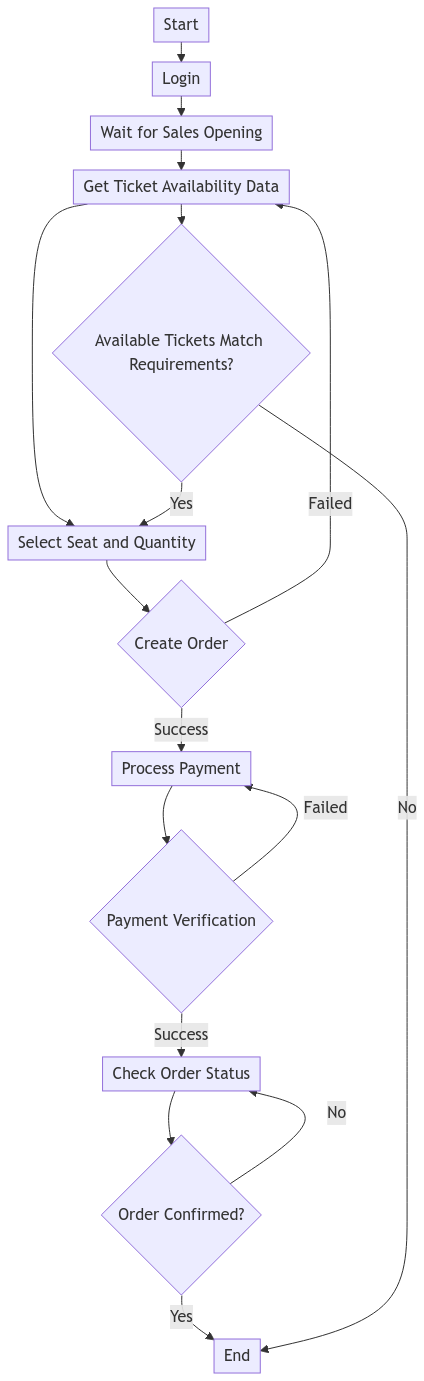 Start
Login
Wait for Sales Opening
Get Ticket Availability Data
Available Tickets Match
Requirements?
Yes
Failed
Select Seat and Quantity
Create Order
Success
Process Payment
Failed
No
Payment Verification
Success
Check Order Status
No
Order Confirmed?
Yes
End